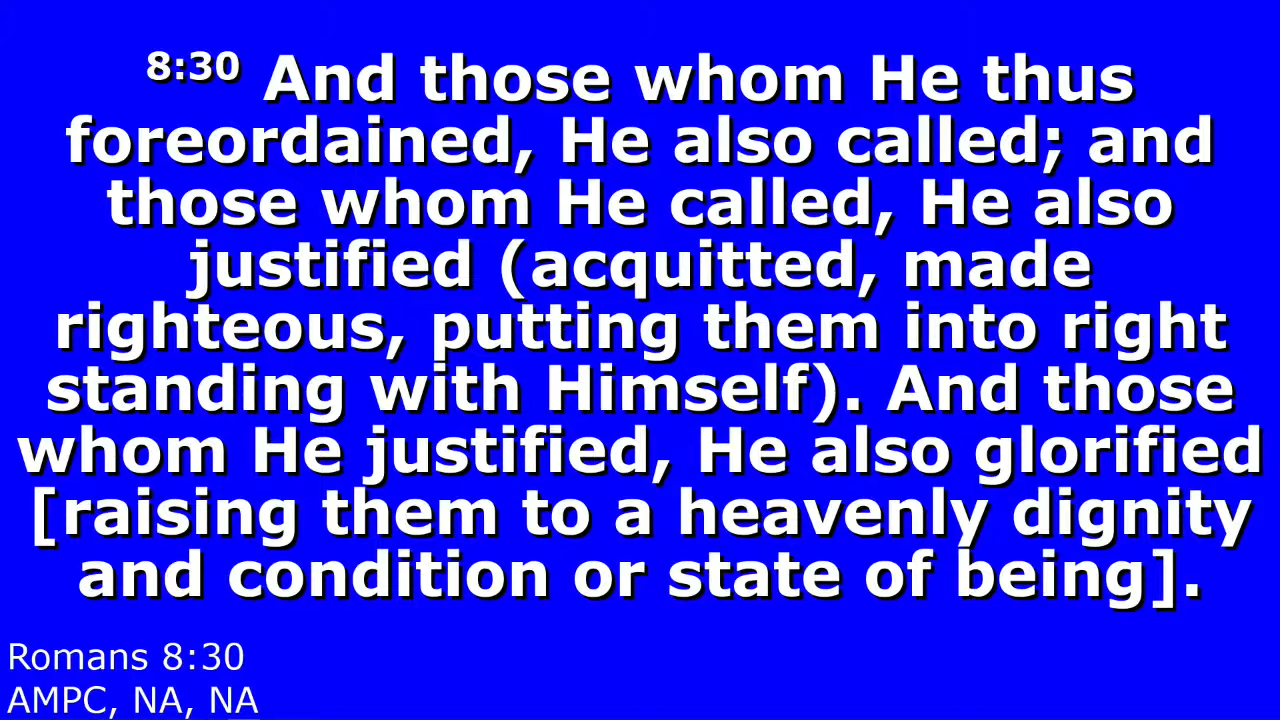 8:30 And those whom He thus
foreordained, He also called; and
those whom He called, He also
justified (acquitted, made
righteous, putting them into right
standing with Himself). And those
whom He justified, He also glorified
[raising them to a heavenly dignity
and condition or state of being].
Romans 8:30
AMPC, NA, NA